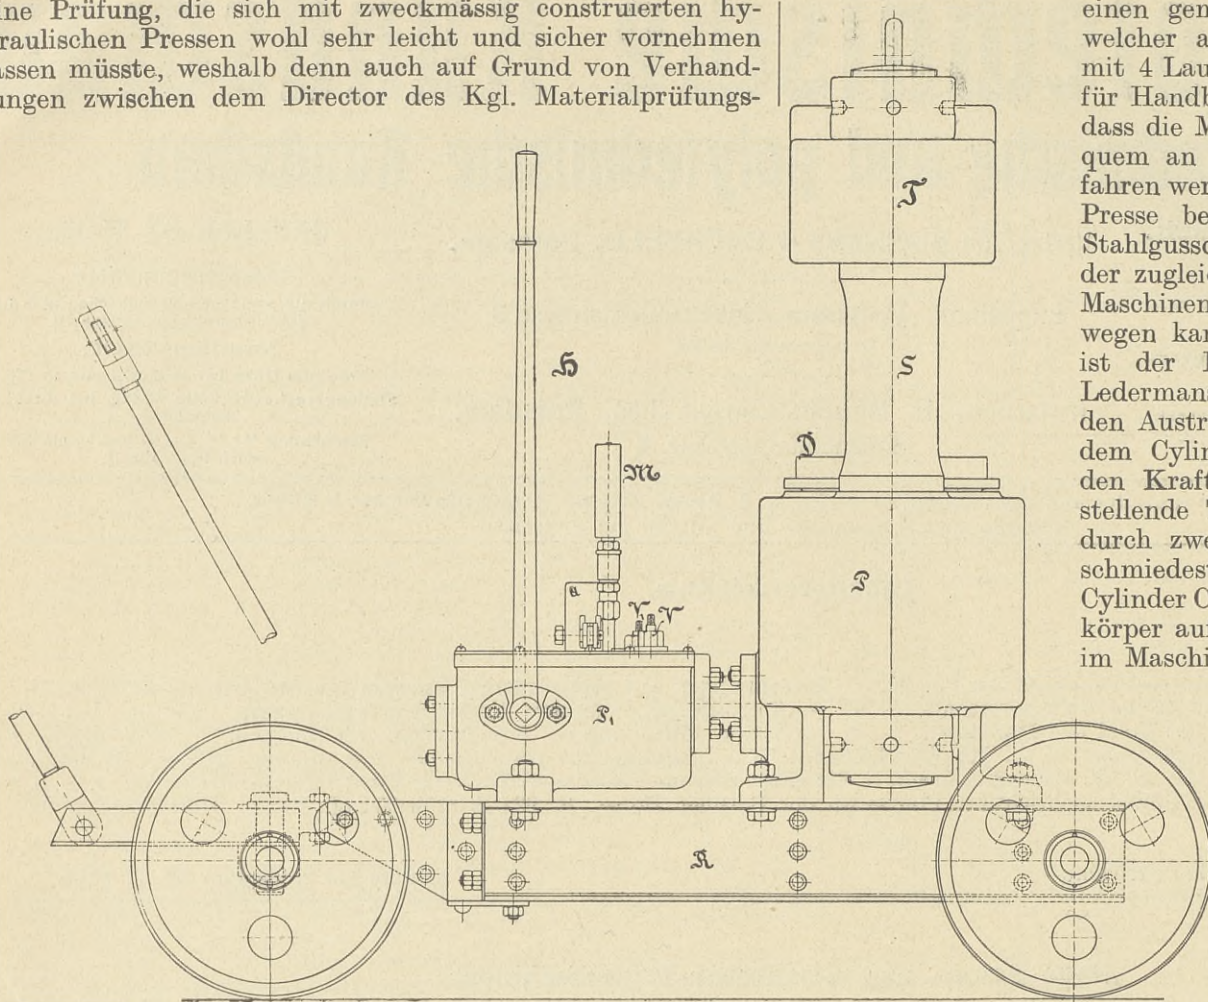 ine Prüfung, die sich mit zweckmässig construierten hy-
raulischen Pressen wohl sehr leicht und sicher vornehmen
assen müsste, weshalb denn auch auf Grund von Verhand-
ungen zwischen dem Director des Kgl. Materialprüfungs-
einen gen
welcher a
mit 4 Lau
für Handb
dass die M
quem an
fahren wer
Presse be
Stahlgussc
der zugleic
Maschinen
wegen kan
ist der
Ledermans
den Austr
dem Cylin
den Kraft
stellende
durch zwe
schmiedest
Cylinder C
körper auf
im Maschi
T
H
S
D
M
a
V V
P
P₁
R